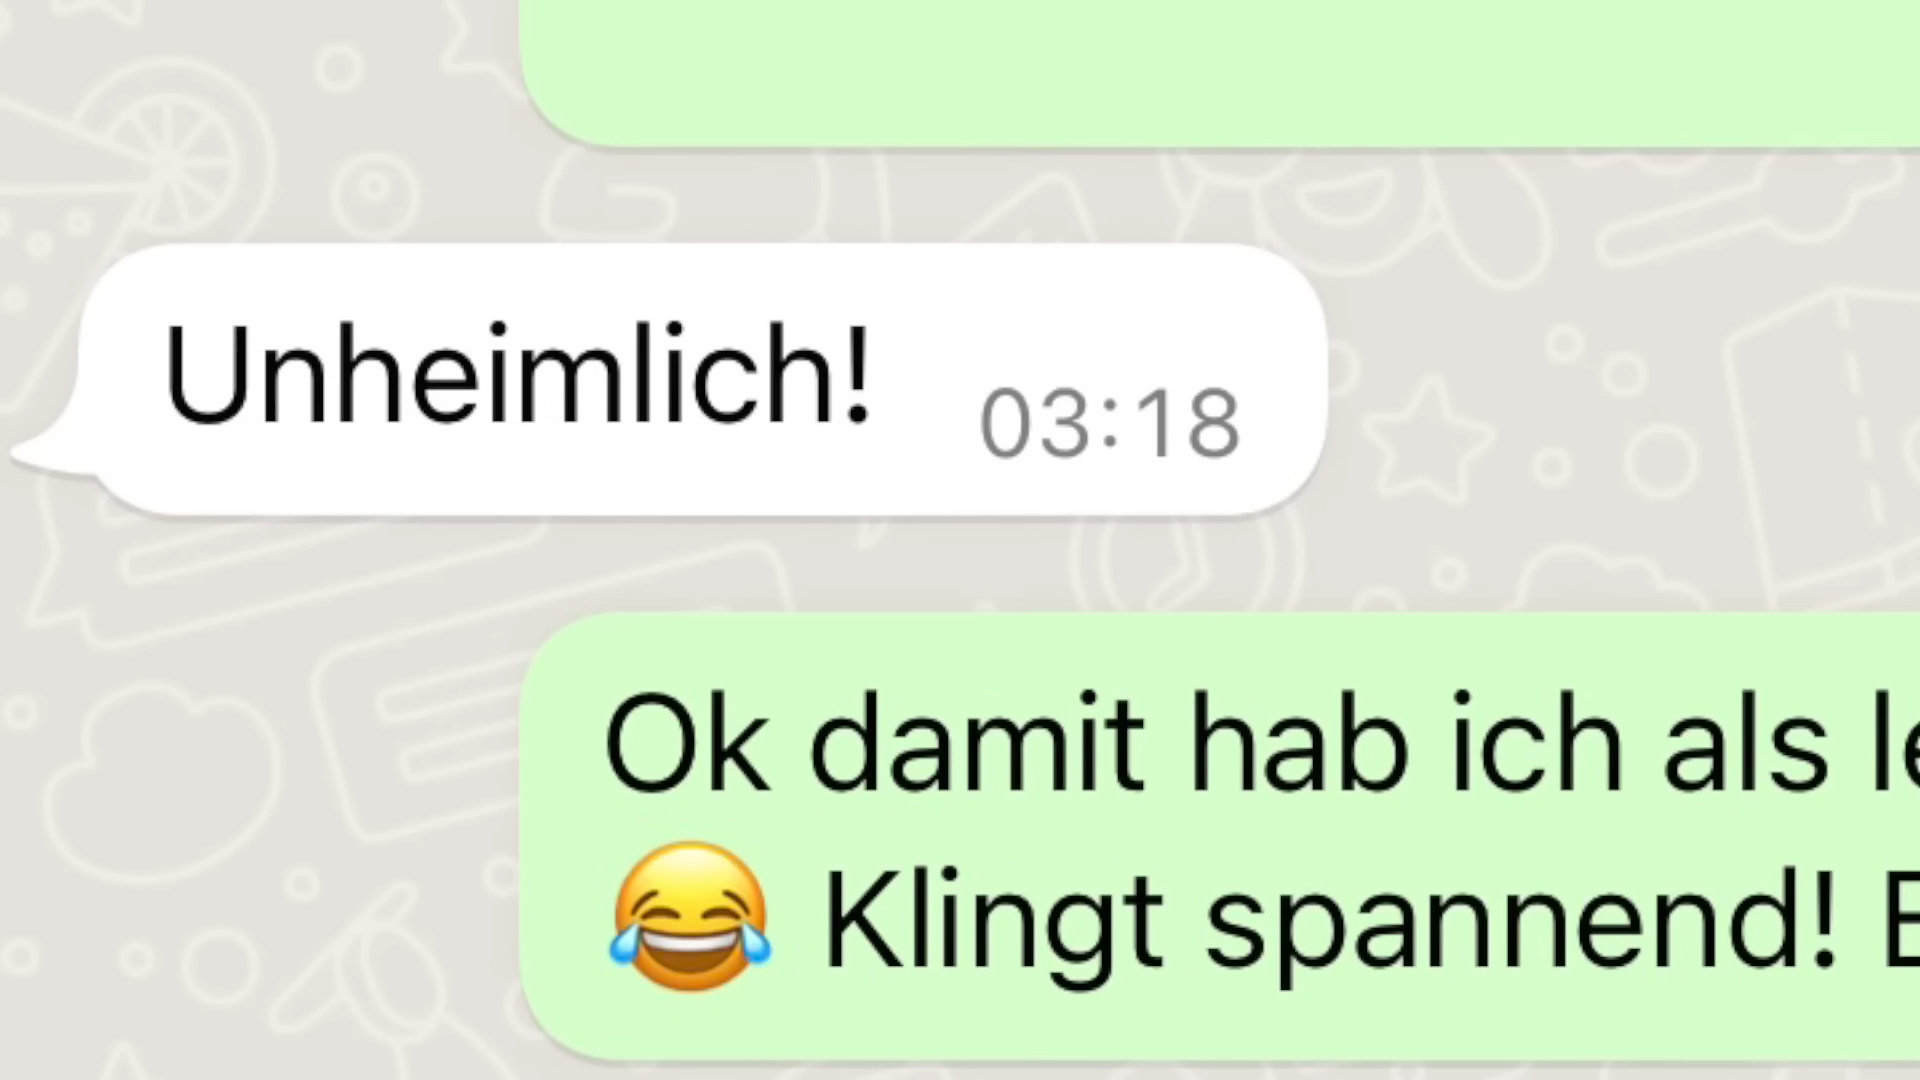 Unheimlich!
03:18
Ok damit hab ich als
😂 Klingt spannend!